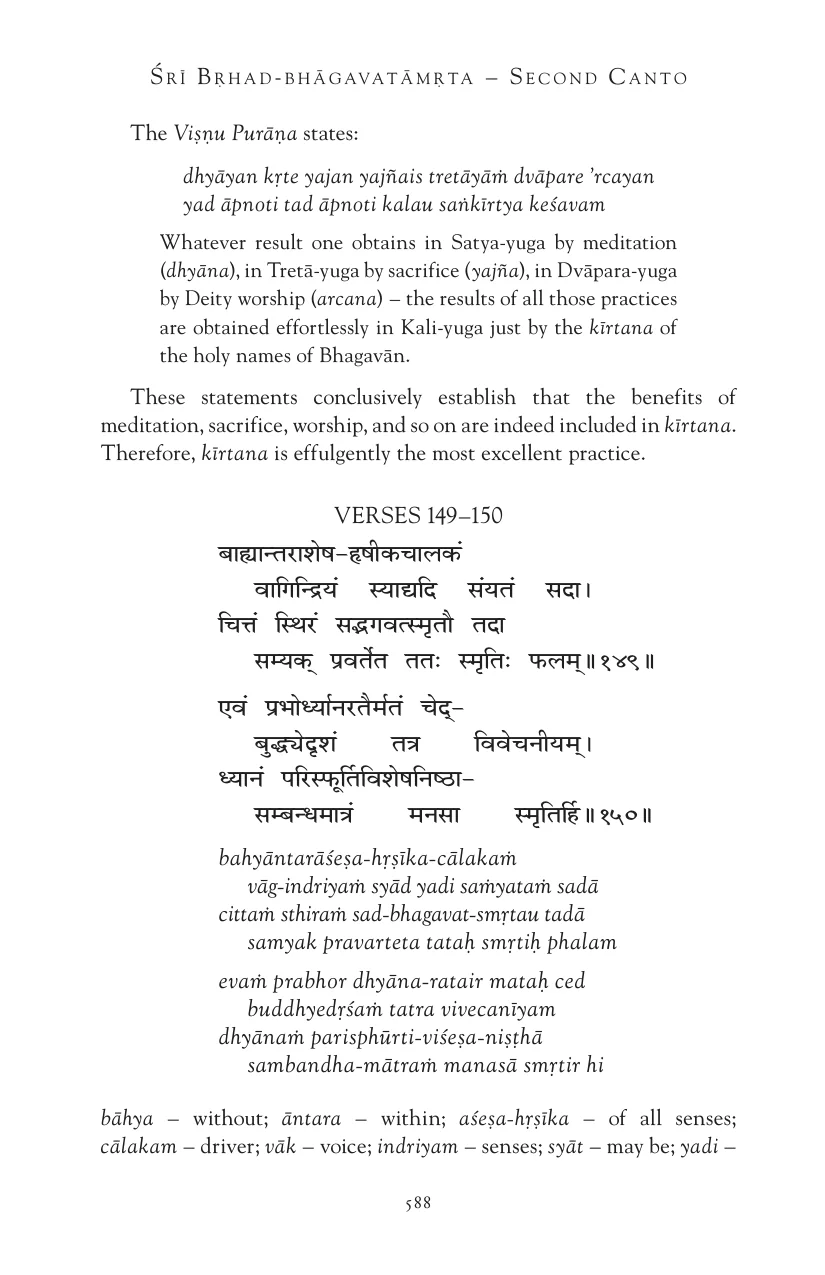 ŚRĪ BṚHAD-BHĀGAVATĀMṚTA – SECOND CANTO
The Viṣṇu Purāṇa states:
dhyāyan kṛte yajan yajñais tretāyāṁ dvāpare ’rcayan
yad āpnoti tad āpnoti kalau saṅkīrtya keśavam
Whatever result one obtains in Satya-yuga by meditation
(dhyāna), in Tretā-yuga by sacrifice (yajña), in Dvāpara-yuga
by Deity worship (arcana) – the results of all those practices
are obtained effortlessly in Kali-yuga just by the kīrtana of
the holy names of Bhagavān.
These statements conclusively establish that the benefits of
meditation, sacrifice, worship, and so on are indeed included in kīrtana.
Therefore, kīrtana is effulgently the most excellent practice.
VERSES 149–150
बाह्यान्तराशेष-हृषीकचालकं
वागिन्द्रियं स्याद्यदि संयतं सदा।
चित्तं स्थिरं सद्भगवत्स्मृतौ तदा
सम्यक् प्रवर्तेत ततः स्मृतिः फलम्॥१४९॥
एवं प्रभोर्ध्यानरतैर्मतं चेद्-
बुद्ध्येदृशं तत्र विवेचनीयम्।
ध्यानं परिस्फूर्तिविशेषनिष्ठा-
सम्बन्धमात्रं मनसा स्मृतिर्हि॥१५०॥
bahyāntarāśeṣa-hṛṣīka-cālakaṁ
vāg-indriyaṁ syād yadi saṁyataṁ sadā
cittaṁ sthiraṁ sad-bhagavat-smṛtau tadā
samyak pravarteta tataḥ smṛtiḥ phalam
evaṁ prabhor dhyāna-ratair mataḥ ced
buddhyedṛśaṁ tatra vivecanīyam
dhyānaṁ parisphūrti-viśeṣa-niṣṭhā
sambandha-mātraṁ manasā smṛtir hi
bāhya – without; āntara – within; aśeṣa-hṛṣīka – of all senses;
cālakam – driver; vāk – voice; indriyam – senses; syāt – may be; yadi –
588